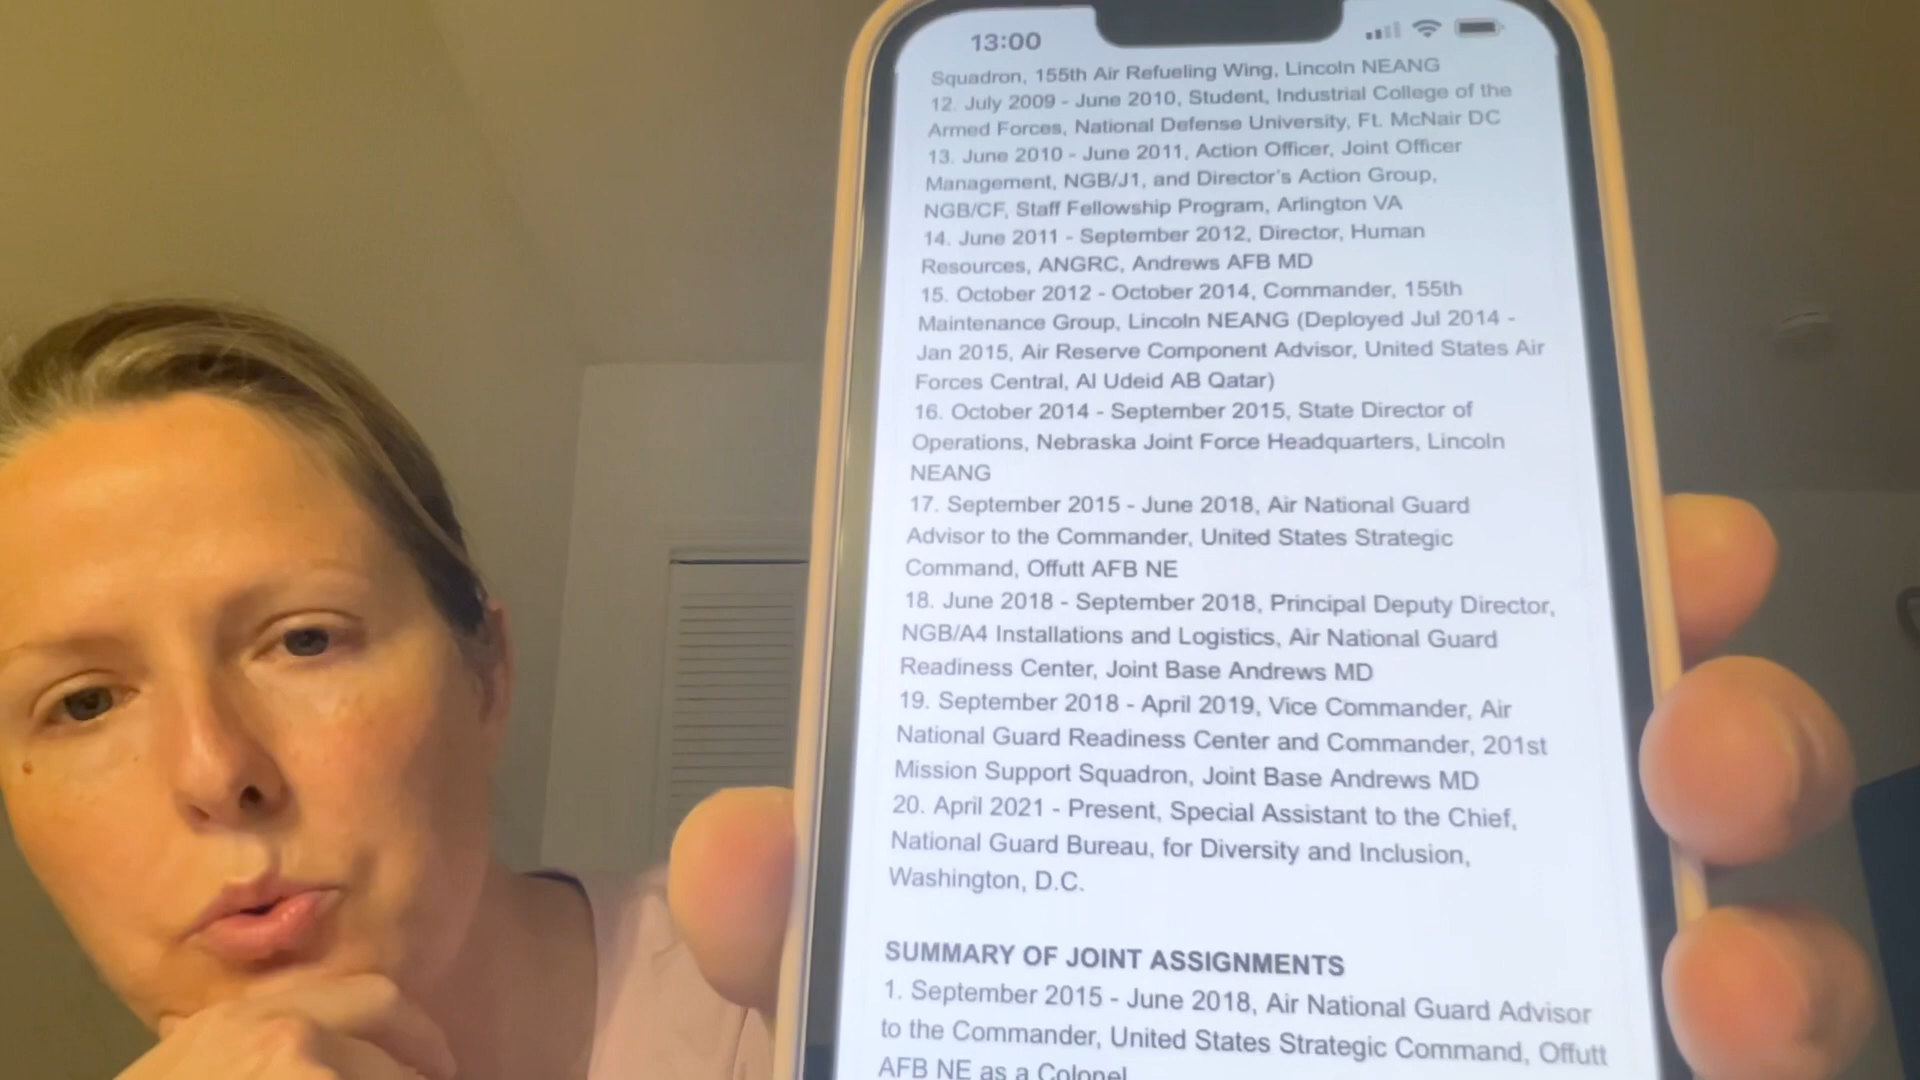 13:00
Squadron, 155th Air Refueling Wing, Lincoln NEANG
12. July 2009 - June 2010, Student, Industrial College of the
Armed Forces, National Defense University, Ft. McNair DC
13. June 2010 - June 2011, Action Officer, Joint Officer
Management, NGB/J1, and Director's Action Group,
NGB/CF, Staff Fellowship Program, Arlington VA
14. June 2011 - September 2012, Director, Human
Resources, ANGRC, Andrews AFB MD
15. October 2012 - October 2014, Commander, 155th
Maintenance Group, Lincoln NEANG (Deployed Jul 2014 -
Jan 2015, Air Reserve Component Advisor, United States Air
Forces Central, Al Udeid AB Qatar)
16. October 2014 - September 2015, State Director of
Operations, Nebraska Joint Force Headquarters, Lincoln
NEANG
17. September 2015 - June 2018, Air National Guard
Advisor to the Commander, United States Strategic
Command, Offutt AFB NE
18. June 2018 - September 2018, Principal Deputy Director,
NGB/A4 Installations and Logistics, Air National Guard
Readiness Center, Joint Base Andrews MD
19. September 2018 - April 2019, Vice Commander, Air
National Guard Readiness Center and Commander, 201st
Mission Support Squadron, Joint Base Andrews MD
20. April 2021 - Present, Special Assistant to the Chief,
National Guard Bureau, for Diversity and Inclusion,
Washington, D.C.
SUMMARY OF JOINT ASSIGNMENTS
1. September 2015 - June 2018, Air National Guard Advisor
to the Commander, United States Strategic Command, Offutt
AFB NE as a Colonel